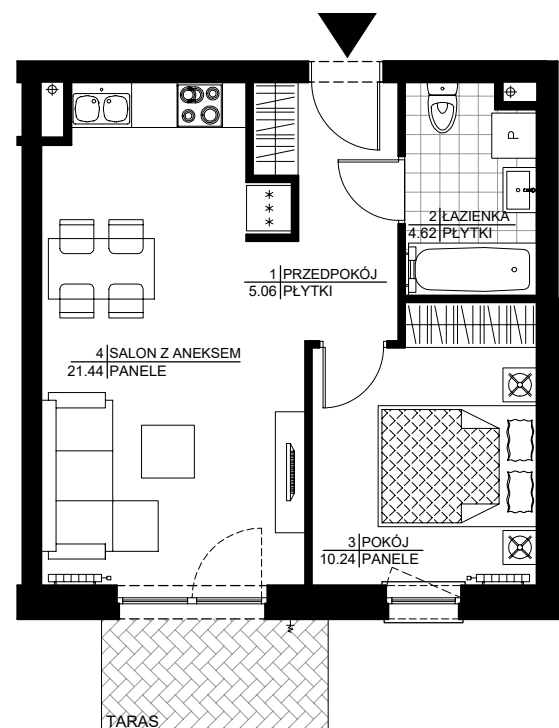 P
2 ŁAZIENKA
4.62 PŁYTKI
1 PRZEDPOKÓJ
5.06 PŁYTKI
4 SALON Z ANEKSEM
21.44 PANELE
3 POKÓJ
10.24 PANELE
TARAS